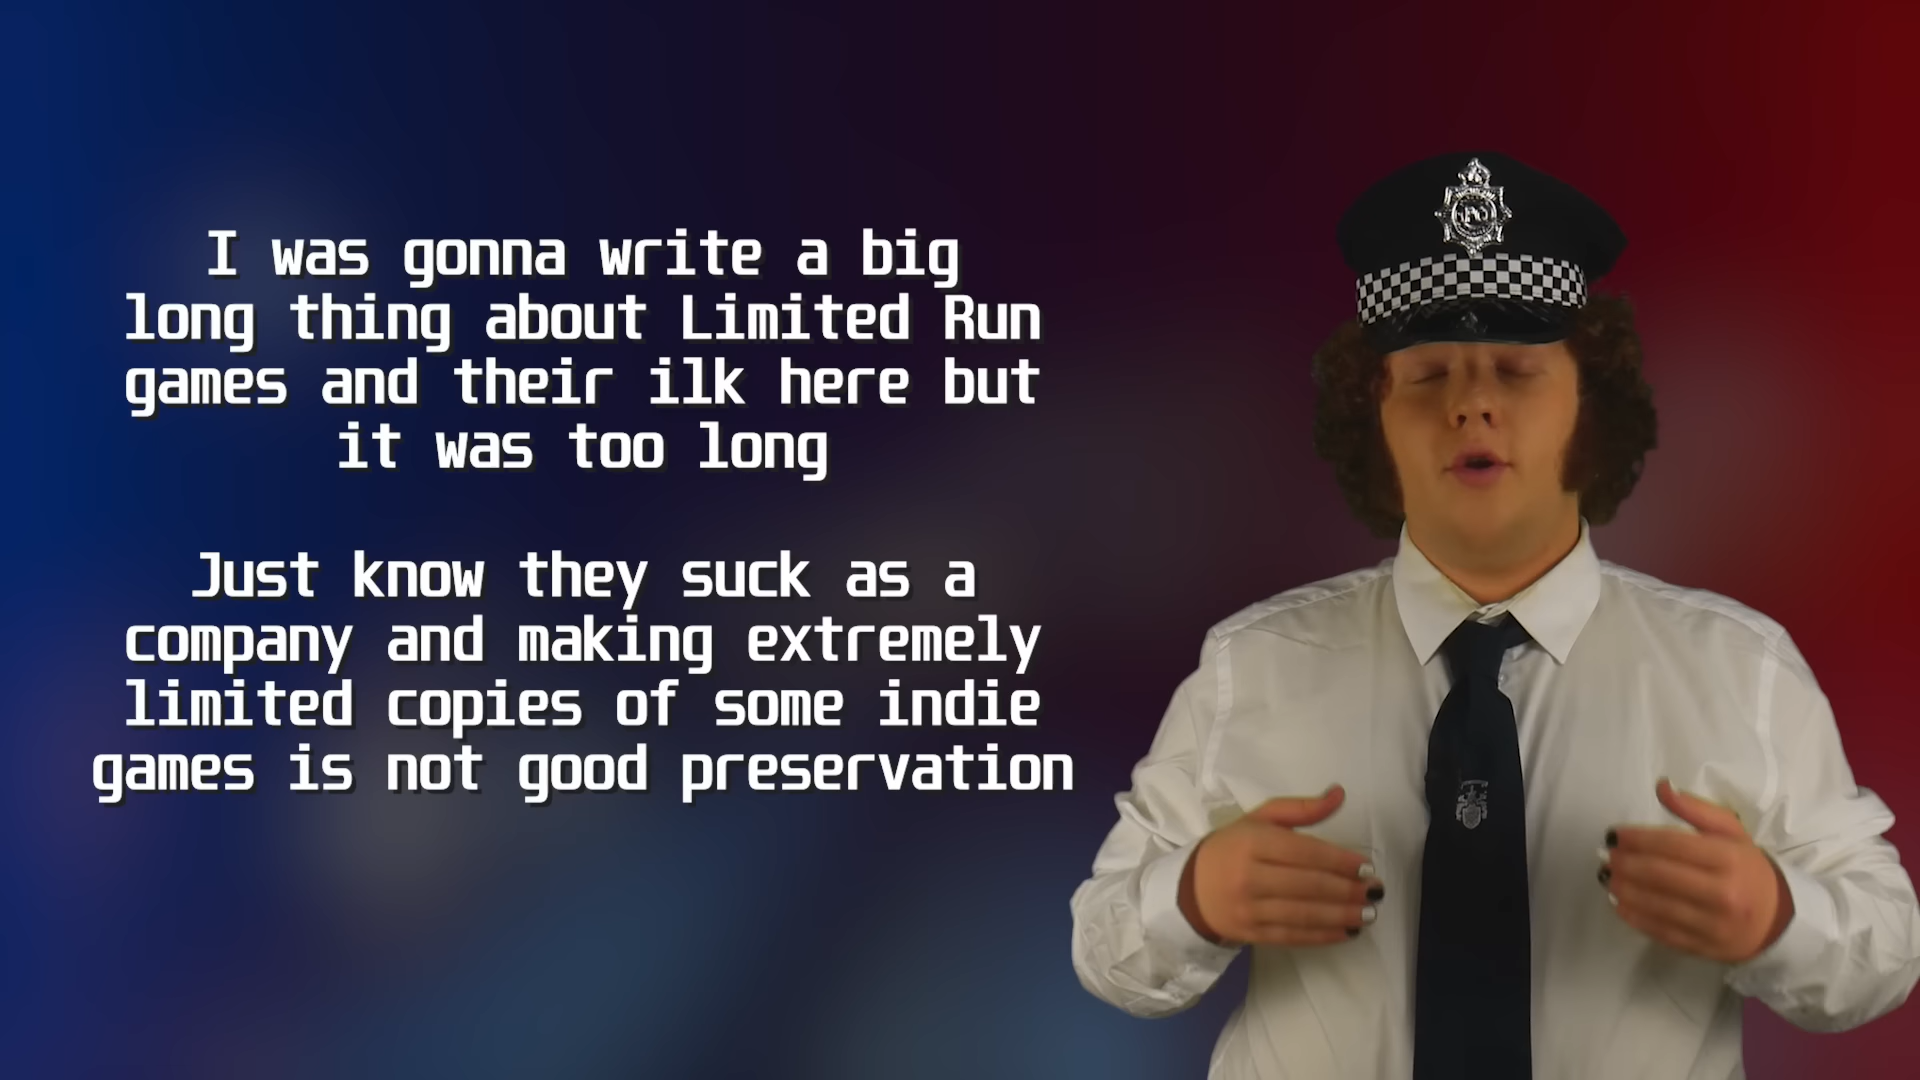 I was gonna write a big
long thing about Limited Run
games and their ilk here but
it was too long
Just know they suck as a
company and making extremely
limited copies of some indie
games is not good preservation